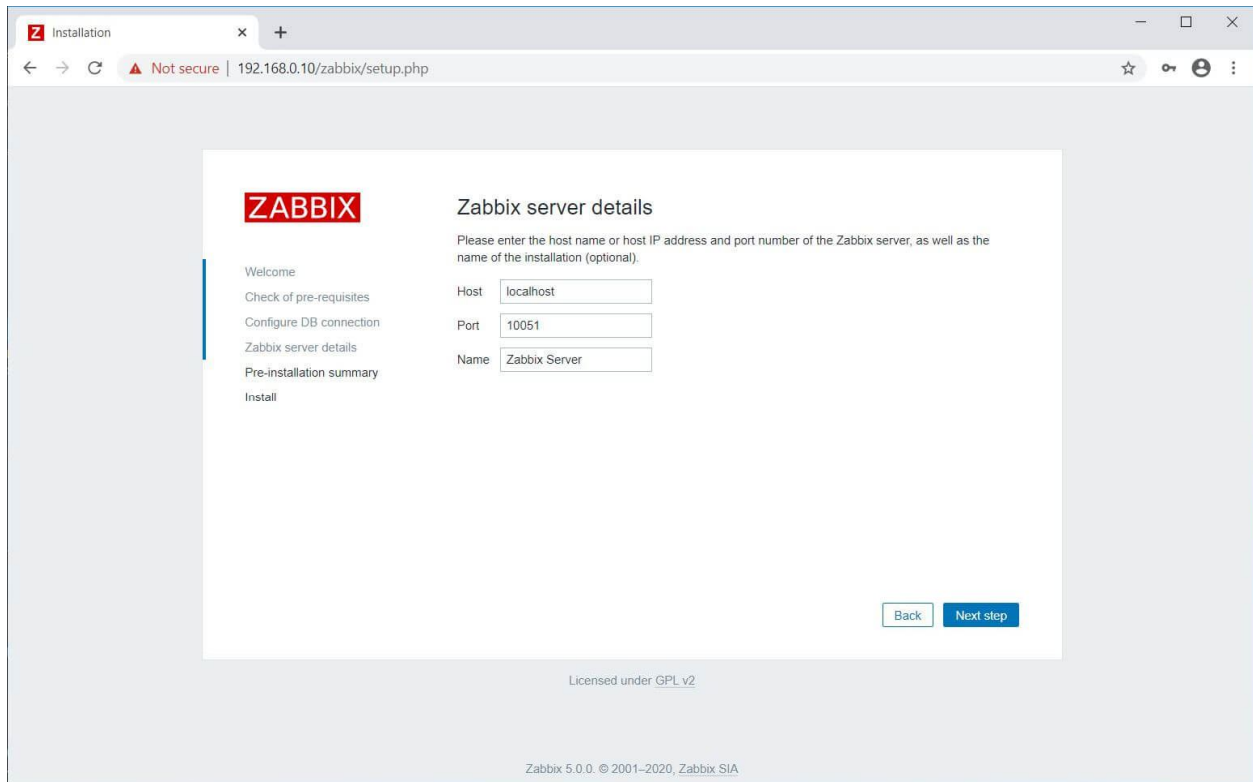 Z Installation
Not secure | 192.168.0.10/zabbix/setup.php
ZABBIX
Welcome
Check of pre-requisites
Configure DB connection
Zabbix server details
Pre-installation summary
Install
Zabbix server details
Please enter the host name or host IP address and port number of the Zabbix server, as well as the
name of the installation (optional).
Host localhost
Port 10051
Name Zabbix Server
Back Next step
Licensed under GPL v2
Zabbix 5.0.0. © 2001–2020, Zabbix SIA